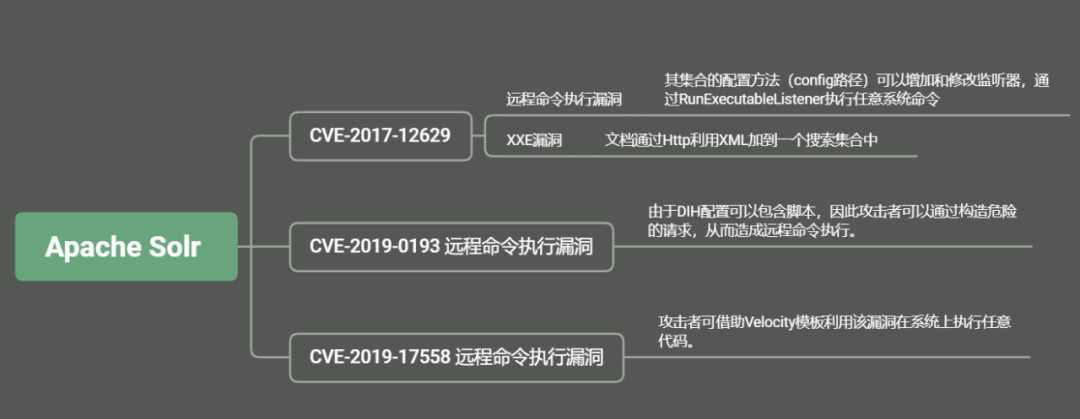 Apache Solr
CVE-2017-12629
远程命令执行漏洞
其集合的配置方法（config路径）可以增加和修改监听器，通
过RunExecutableListener执行任意系统命令
XXE漏洞
文档通过Http利用XML加到一个搜索集合中
CVE-2019-0193 远程命令执行漏洞
由于DIH配置可以包含脚本，因此攻击者可以通过构造危险
的请求，从而造成远程命令执行。
CVE-2019-17558 远程命令执行漏洞
攻击者可借助Velocity模板利用该漏洞在系统上执行任意
代码。